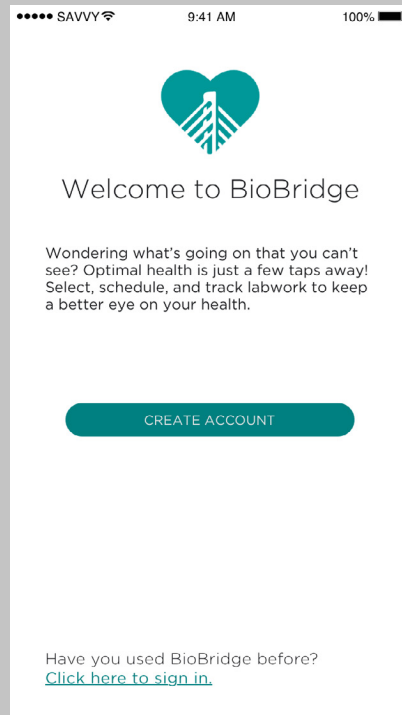 SAVVY 9:41 AM 100%
Welcome to BioBridge
Wondering what's going on that you can't
see? Optimal health is just a few taps away!
Select, schedule, and track labwork to keep
a better eye on your health.
CREATE ACCOUNT
Have you used BioBridge before?
Click here to sign in.